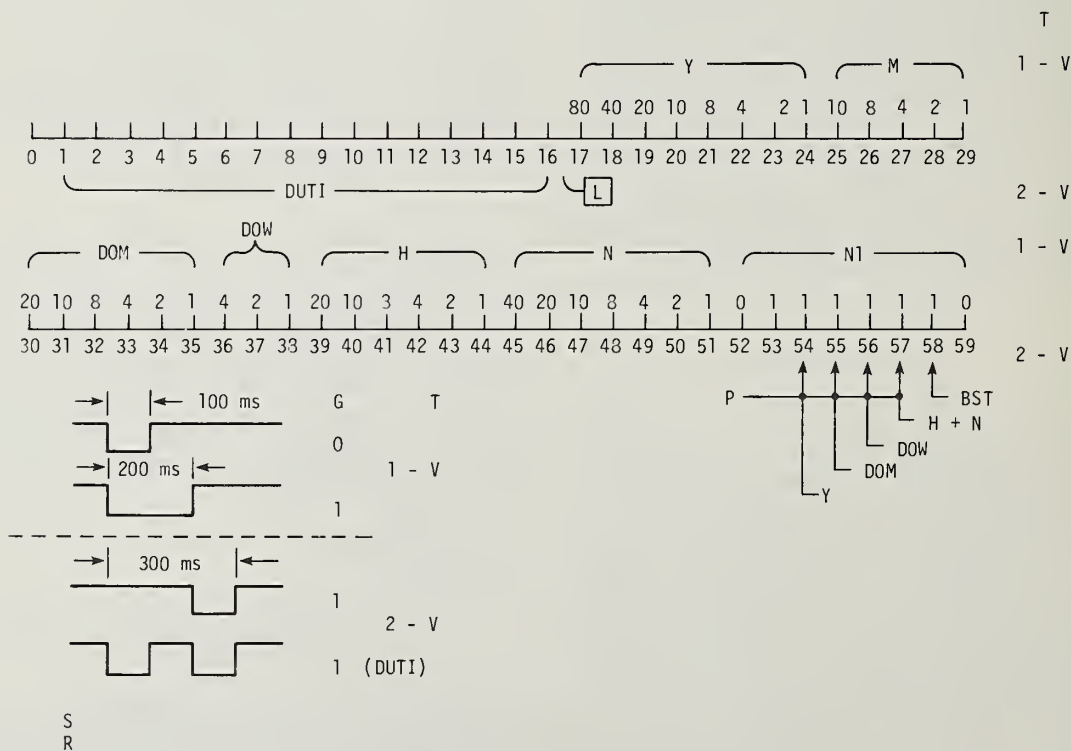 T
Y M 1 - V
80 40 20 10 8 4 2 1 10 8 4 2 1
0 1 2 3 4 5 6 7 8 9 10 11 12 13 14 15 16 17 18 19 20 21 22 23 24 25 26 27 28 29
DUTI L 2 - V
DOM DOW H N N1 1 - V
20 10 8 4 2 1 4 2 1 20 10 3 4 2 1 40 20 10 8 4 2 1 0 1 1 1 1 1 1 0
30 31 32 33 34 35 36 37 38 39 40 41 42 43 44 45 46 47 48 49 50 51 52 53 54 55 56 57 58 59 2 - V
P BST
H + N
DOW
DOM
Y
100 ms G T
0
200 ms 1 - V
1
300 ms
1
2 - V
1 (DUTI)
S
R